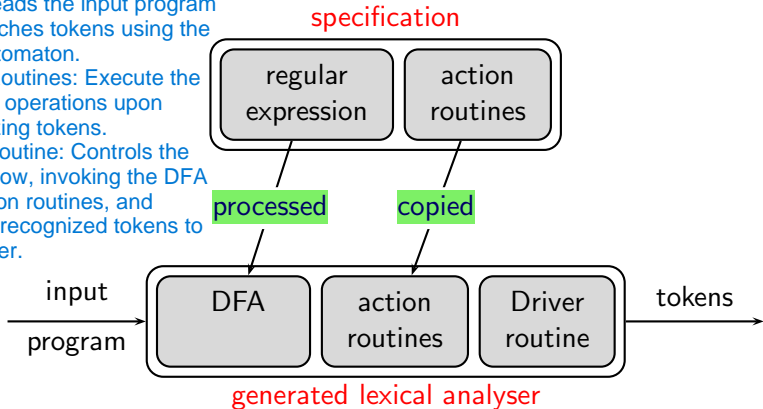 eads the input program
ches tokens using the
tomaton.
outines: Execute the
operations upon
ing tokens.
outine: Controls the
ow, invoking the DFA
on routines, and
recognized tokens to
er.
specification
regular
expression
action
routines
processed
copied
input
program
DFA
action
routines
Driver
routine
tokens
generated lexical analyser